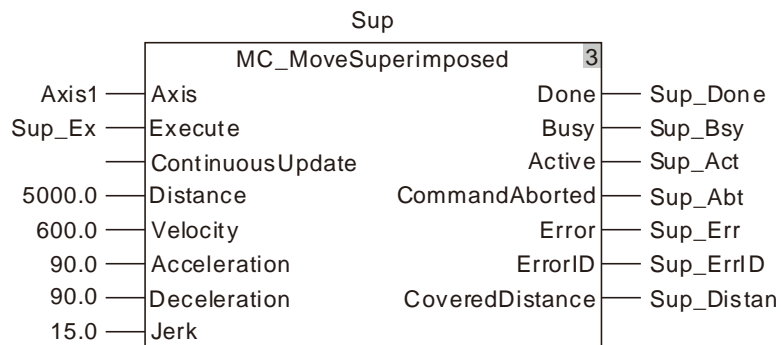 Sup
MC_MoveSuperimposed 3
Axis1 Axis Done Sup_Done
Sup_Ex Execute Busy Sup_Bsy
ContinuousUpdate Active Sup_Act
5000.0 Distance CommandAborted Sup_Abt
600.0 Velocity Error Sup_Err
90.0 Acceleration ErrorID Sup_ErrID
90.0 Deceleration CoveredDistance Sup_Distan
15.0 Jerk